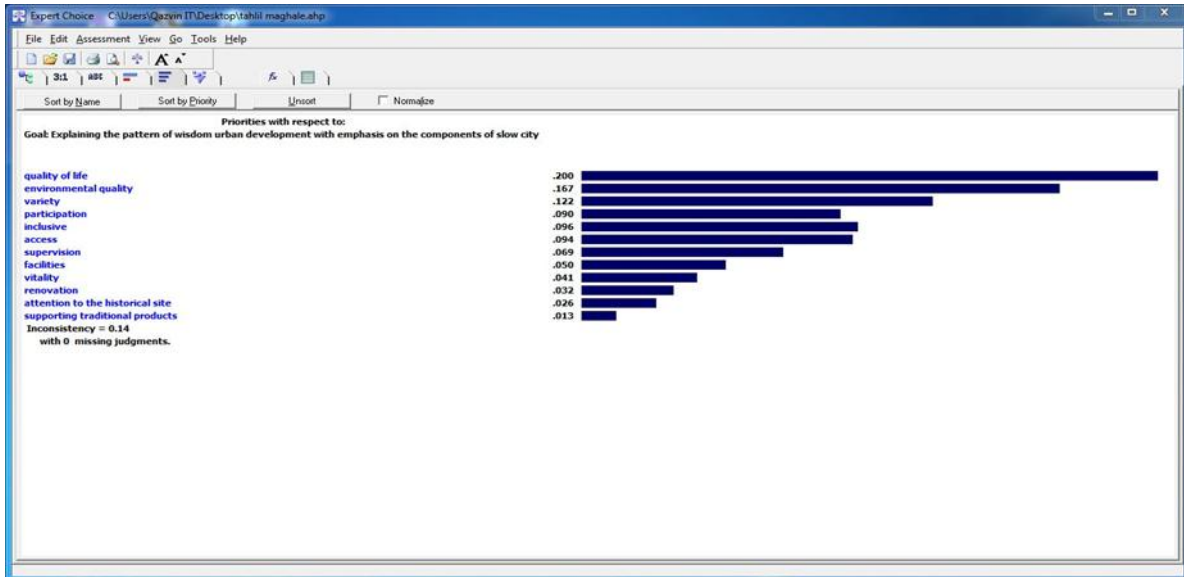 Expert Choice C:\Users\Qazvin IT\Desktop\tahlil maghale.ahp
File Edit Assessment View Go Tools Help
A A
3:1 ABC fx
Sort by Name Sort by Priority Unsort Normalize
Priorities with respect to:
Goal: Explaining the pattern of wisdom urban development with emphasis on the components of slow city
quality of life .200
environmental quality .167
variety .122
participation .090
inclusive .096
access .094
supervision .069
facilities .050
vitality .041
renovation .032
attention to the historical site .026
supporting traditional products .013
Inconsistency = 0.14
with 0 missing judgments.